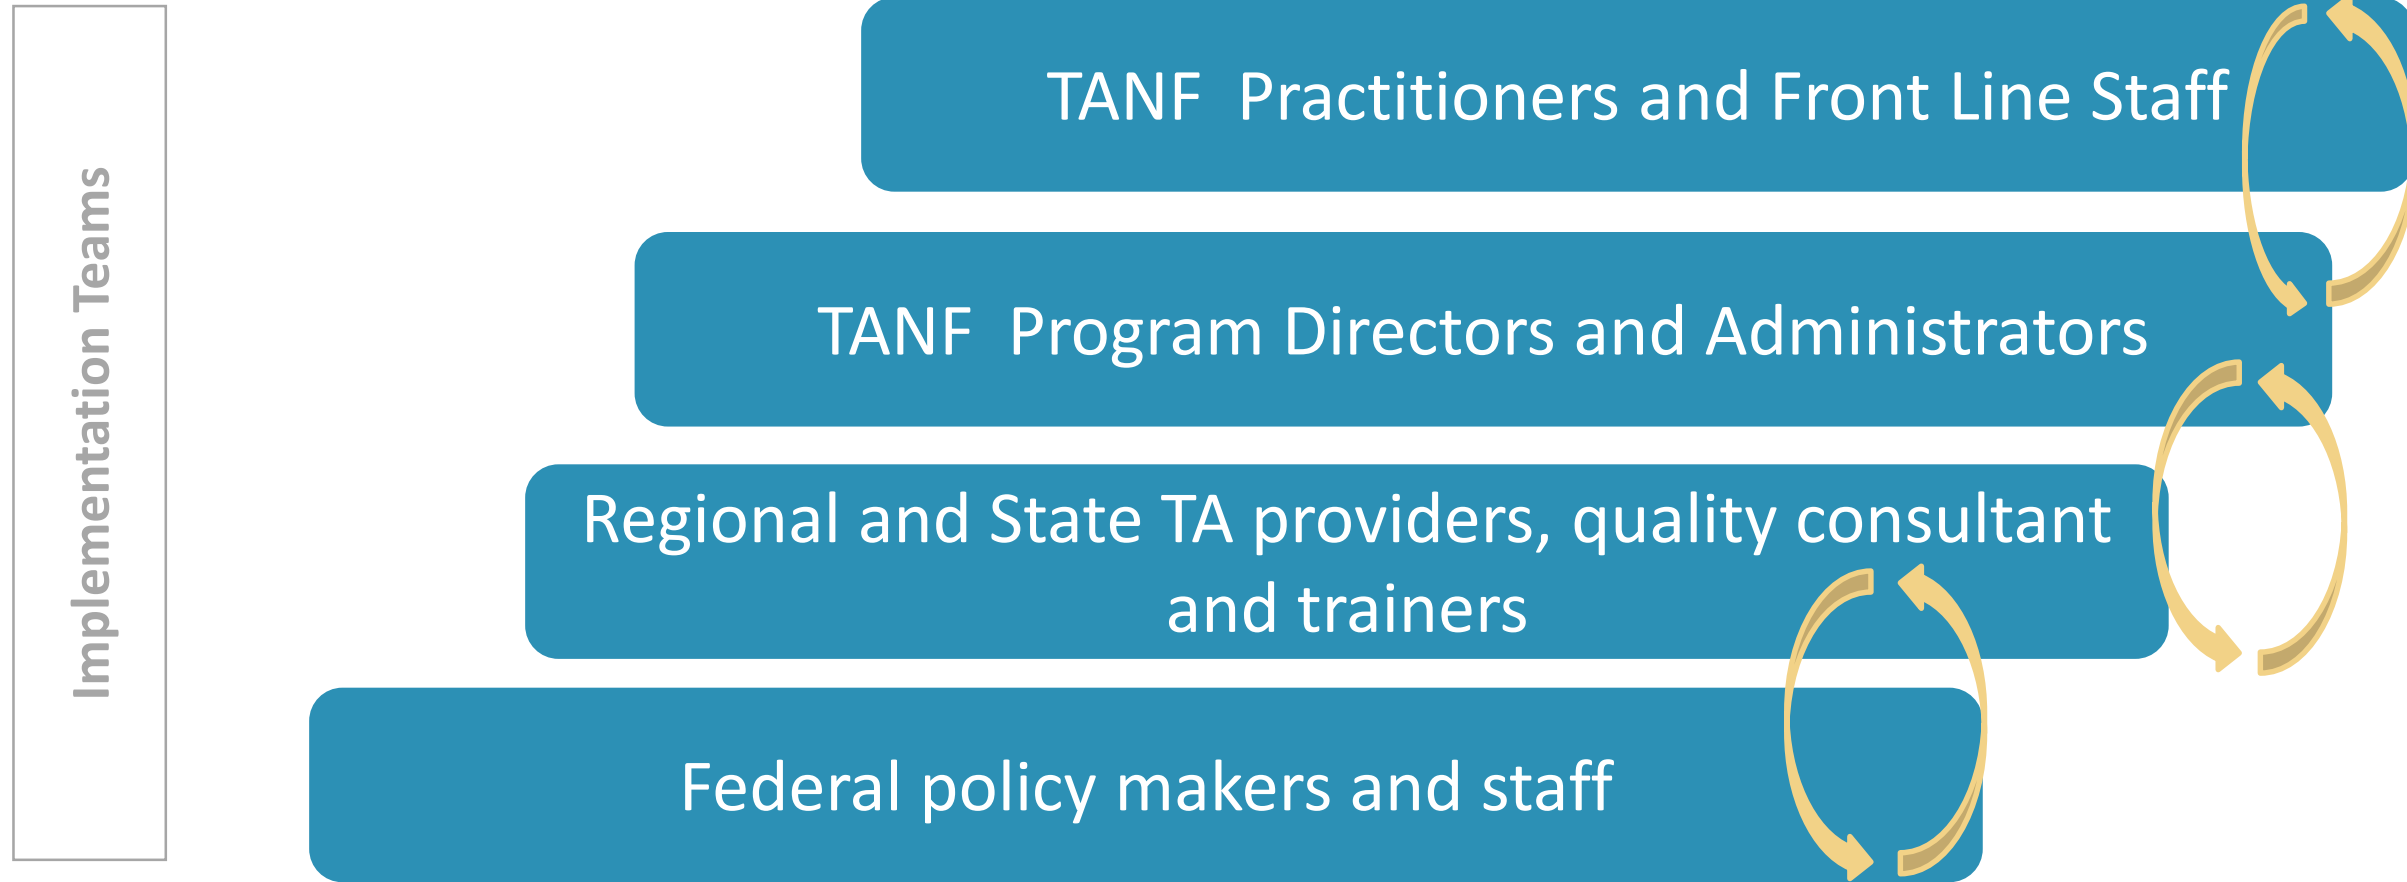 Implementation Teams
TANF  Practitioners and Front Line Staff
TANF  Program Directors and Administrators
Regional and State TA providers, quality consultant
and trainers
Federal policy makers and staff